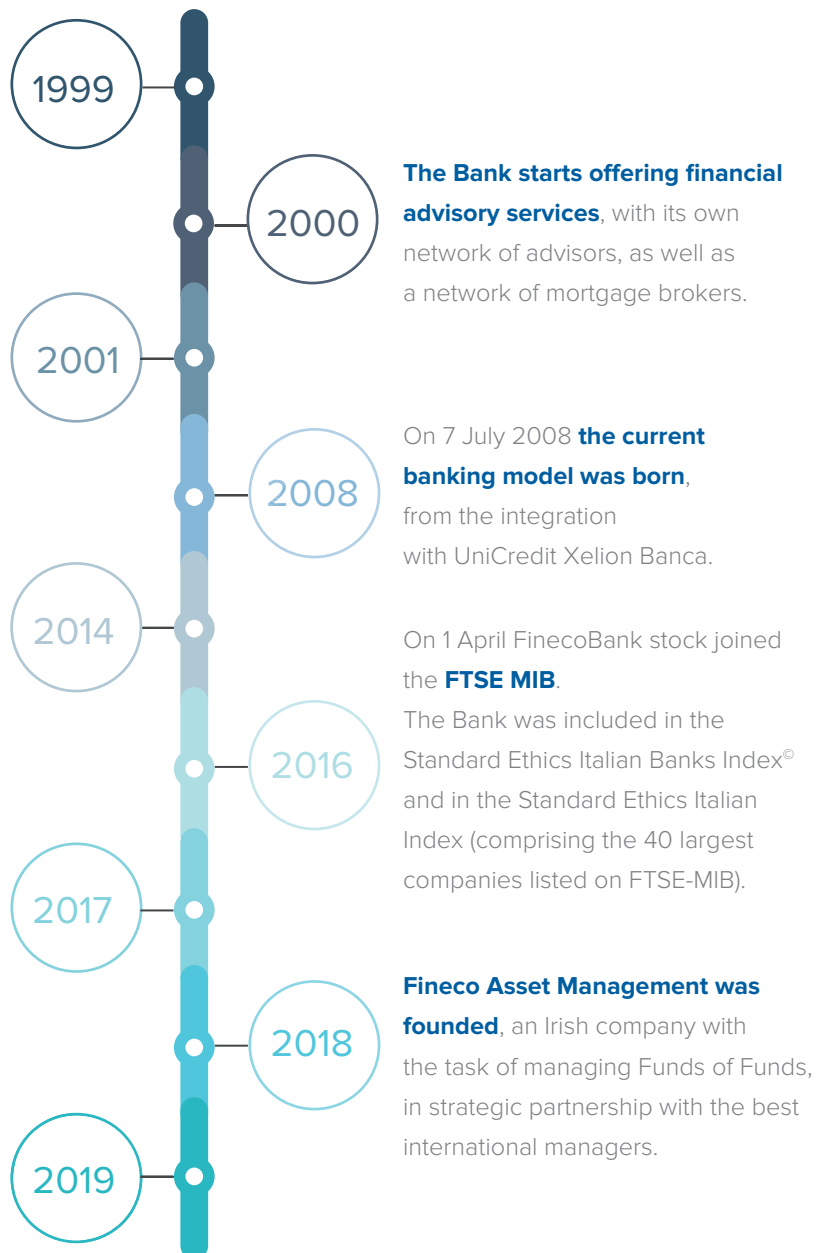 1999
2000
The Bank starts offering financial
advisory services, with its own
network of advisors, as well as
a network of mortgage brokers.
2001
2008
On 7 July 2008 the current
banking model was born,
from the integration
with UniCredit Xelion Banca.
2014
2016
On 1 April FinecoBank stock joined
the FTSE MIB.
The Bank was included in the
Standard Ethics Italian Banks Index©
and in the Standard Ethics Italian
Index (comprising the 40 largest
companies listed on FTSE-MIB).
2017
2018
Fineco Asset Management was
founded, an Irish company with
the task of managing Funds of Funds,
in strategic partnership with the best
international managers.
2019